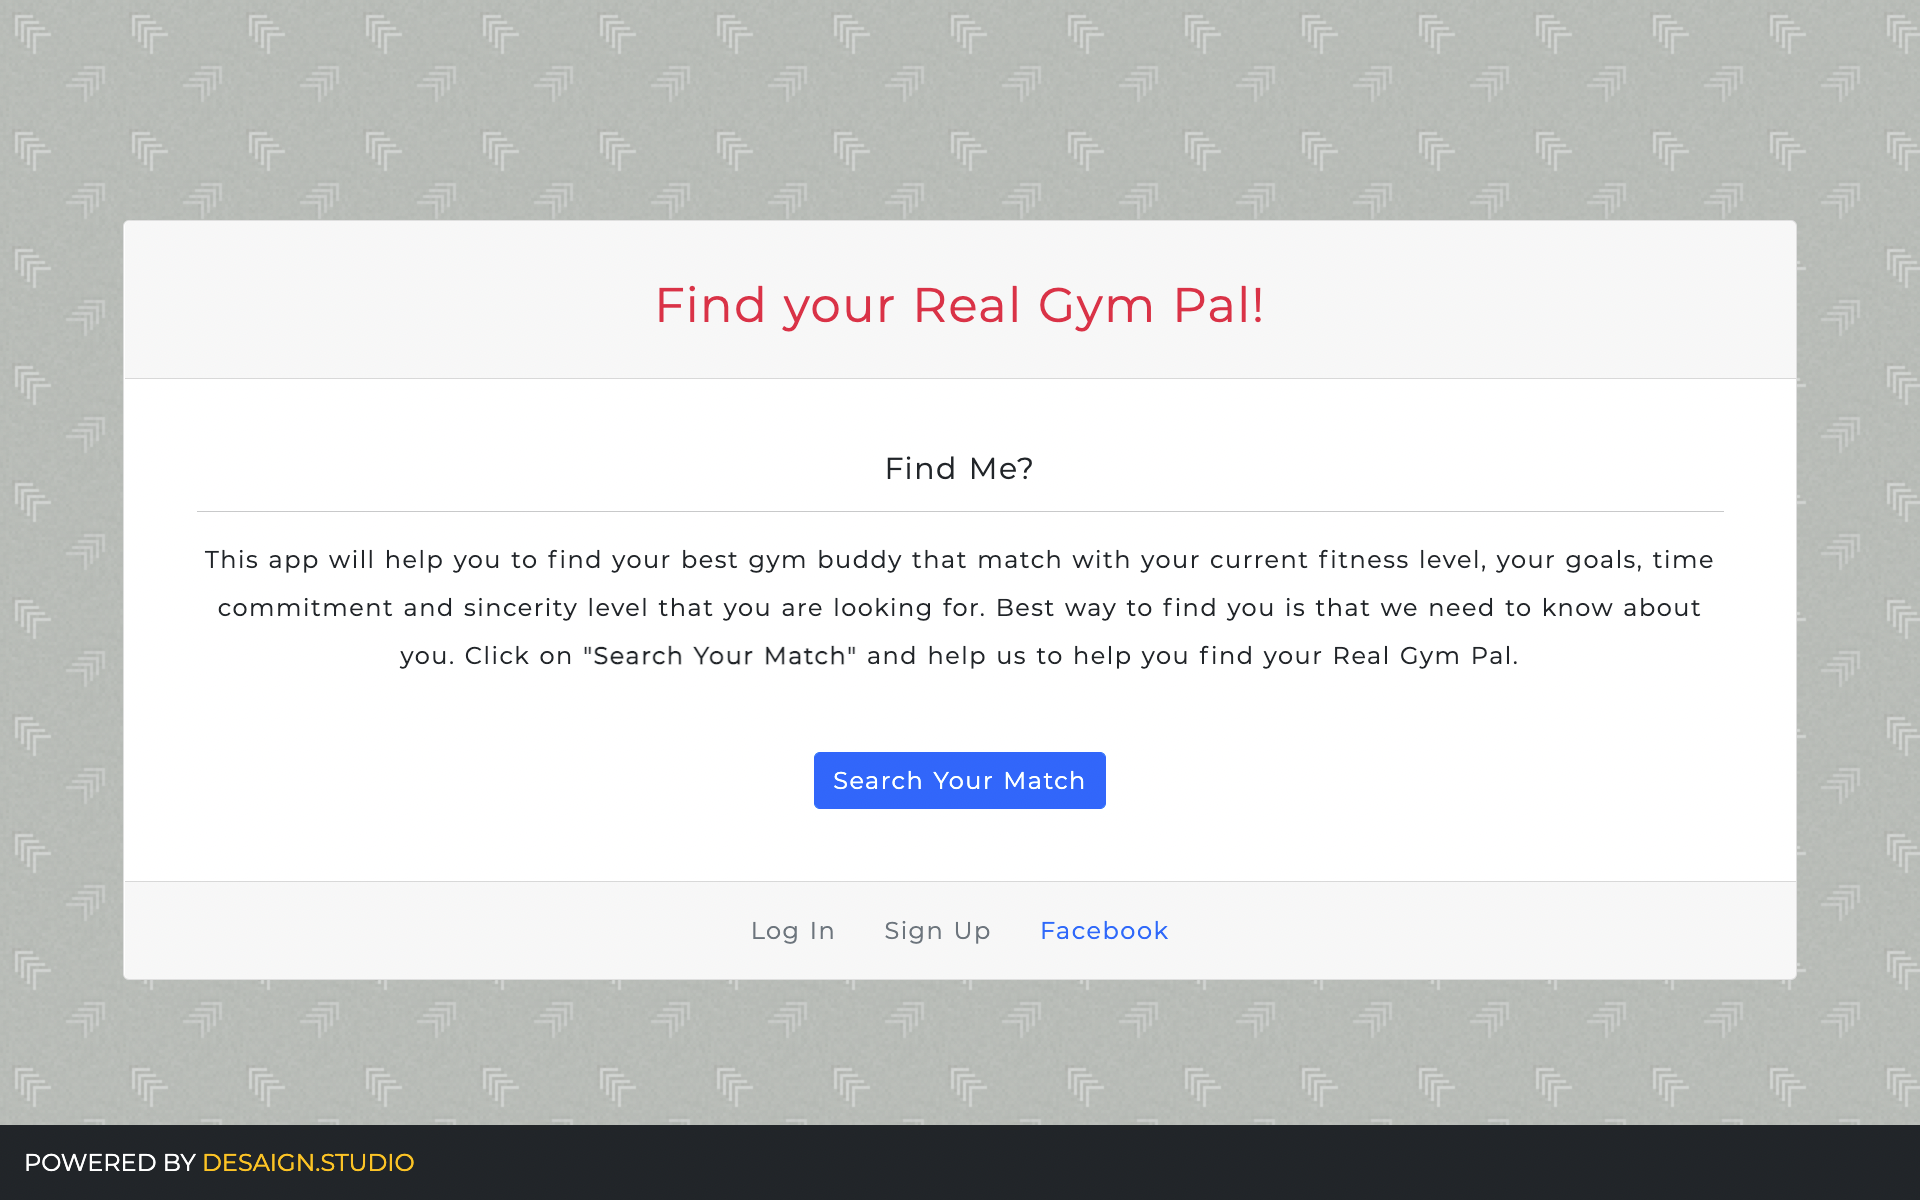 Find your Real Gym Pal!
Find Me?
This app will help you to find your best gym buddy that match with your current fitness level, your goals, time
commitment and sincerity level that you are looking for. Best way to find you is that we need to know about
you. Click on "Search Your Match" and help us to help you find your Real Gym Pal.
Search Your Match
Log In Sign Up Facebook
POWERED BY DESAIGN.STUDIO